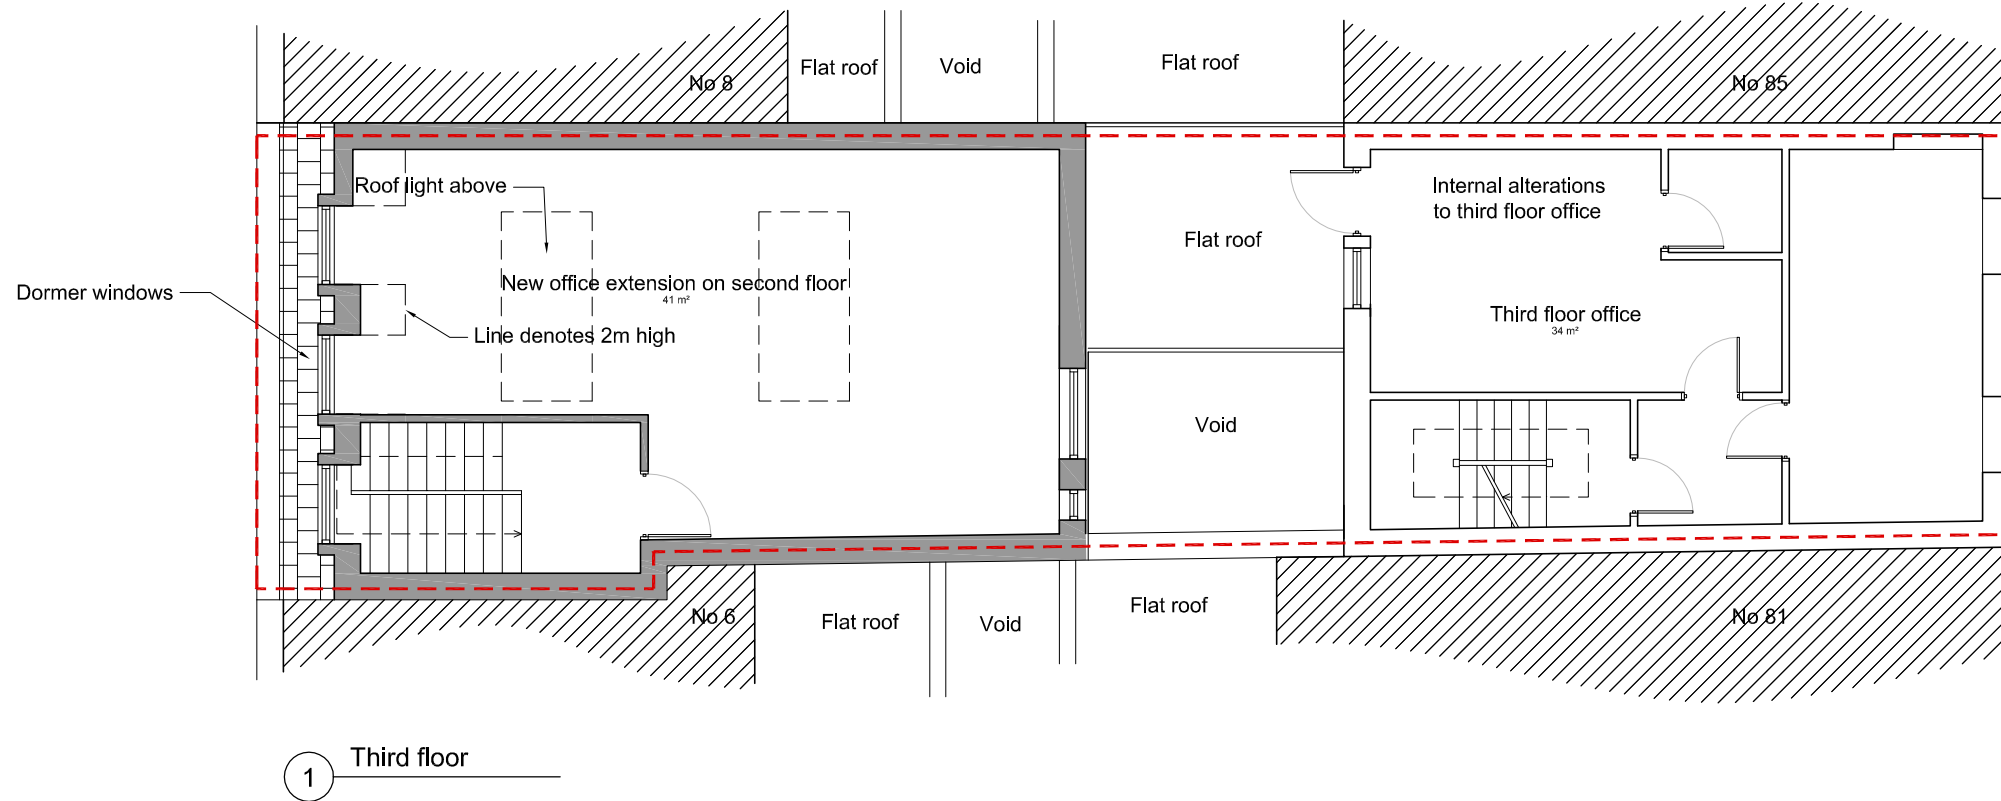 No 8
Flat roof
Void
Flat roof
No 85
Roof light above
Internal alterations
to third floor office
Flat roof
Dormer windows
New office extension on second floor
41 m²
Line denotes 2m high
Third floor office
34 m²
Void
No 6
Flat roof
Void
Flat roof
No 81
1
Third floor